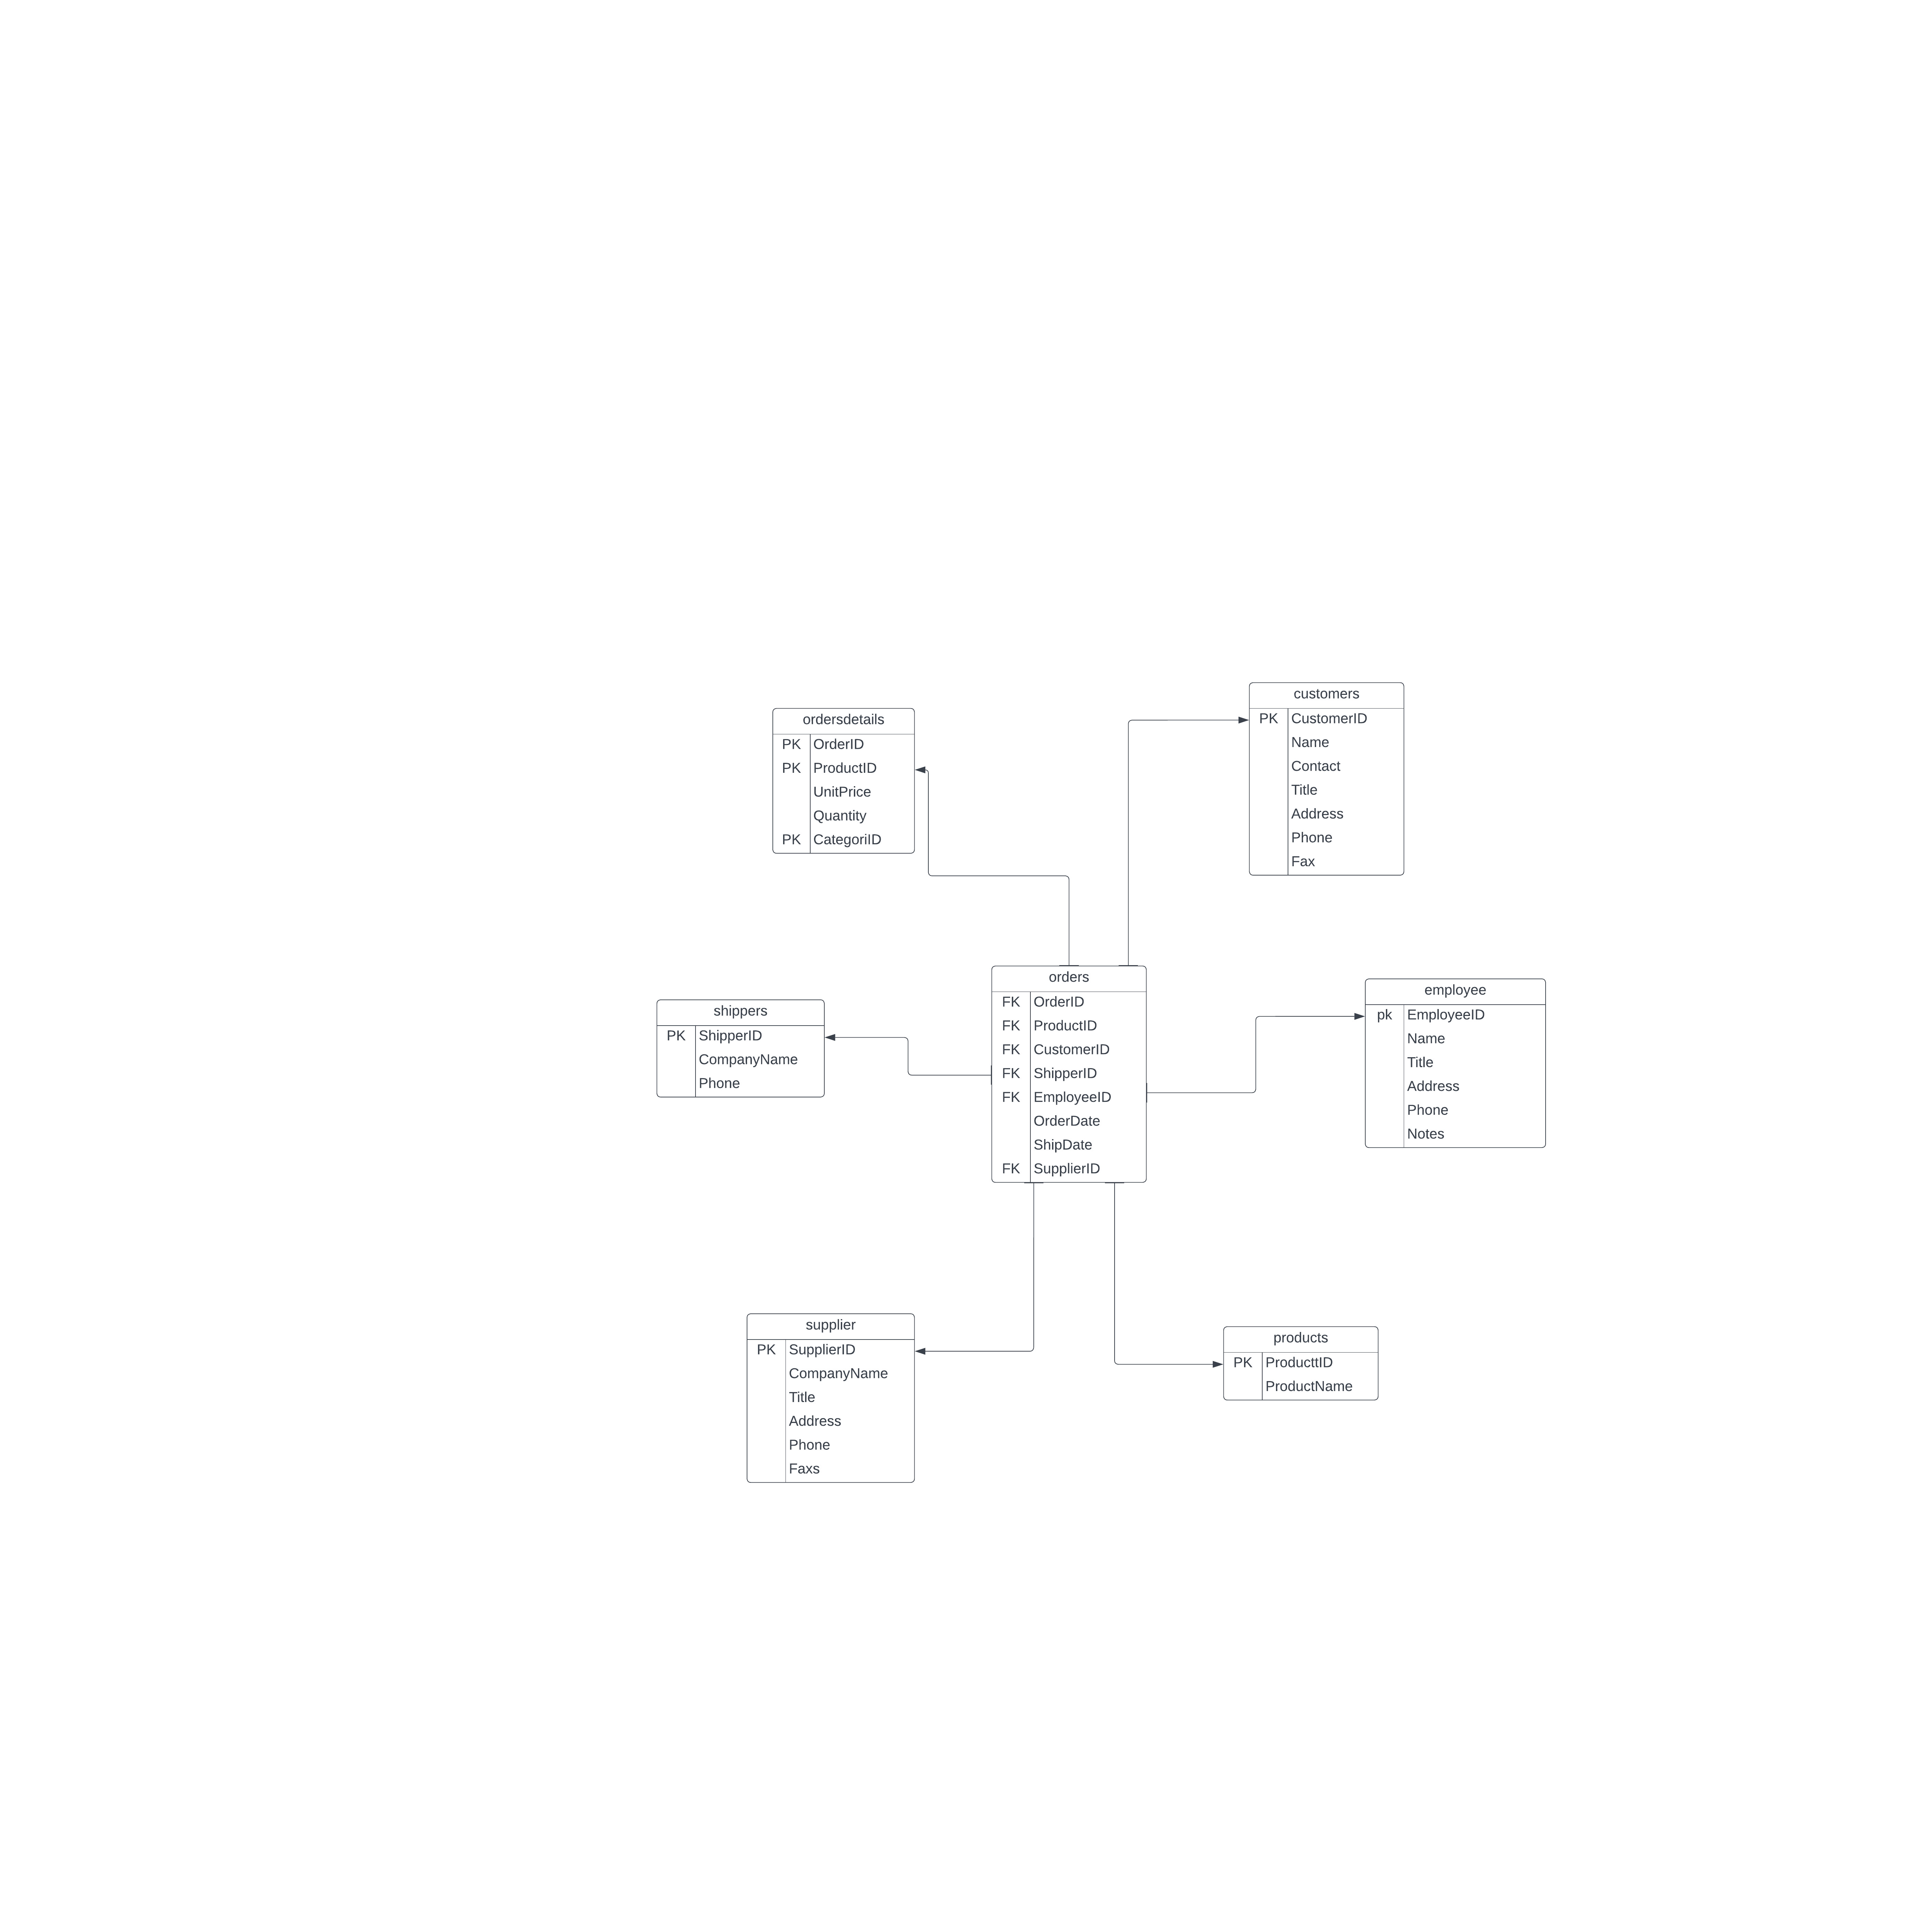 customers
PK CustomerID
Name
Contact
Title
Address
Phone
Fax
ordersdetails
PK OrderID
PK ProductID
UnitPrice
Quantity
PK CategoriID
orders
FK OrderID
FK ProductID
FK CustomerID
FK ShipperID
FK EmployeeID
OrderDate
ShipDate
FK SupplierID
employee
pk EmployeeID
Name
Title
Address
Phone
Notes
shippers
PK ShipperID
CompanyName
Phone
supplier
PK SupplierID
CompanyName
Title
Address
Phone
Faxs
products
PK ProducttID
ProductName